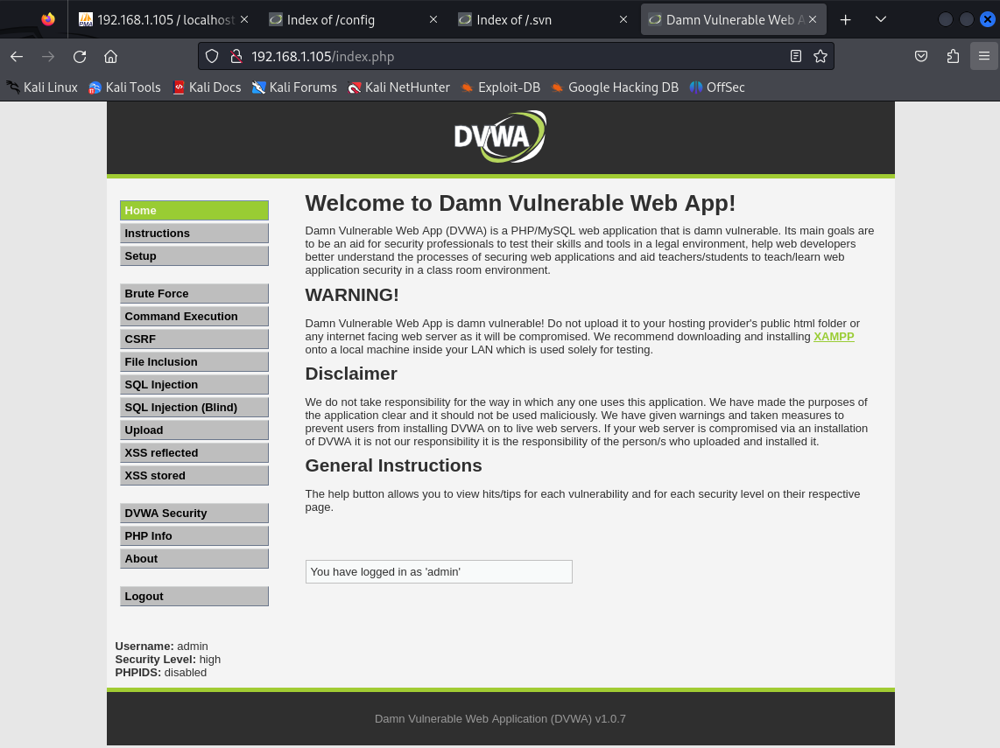 192.168.1.105 / localhost
Index of /config
Index of /.svn
Damn Vulnerable Web A
192.168.1.105/index.php
Kali Linux
Kali Tools
Kali Docs
Kali Forums
Kali NetHunter
Exploit-DB
Google Hacking DB
OffSec
DVWA
Home
Instructions
Setup
Brute Force
Command Execution
CSRF
File Inclusion
SQL Injection
SQL Injection (Blind)
Upload
XSS reflected
XSS stored
DVWA Security
PHP Info
About
Logout
Username: admin
Security Level: high
PHPIDS: disabled
Welcome to Damn Vulnerable Web App!
Damn Vulnerable Web App (DVWA) is a PHP/MySQL web application that is damn vulnerable. Its main goals are
to be an aid for security professionals to test their skills and tools in a legal environment, help web developers
better understand the processes of securing web applications and aid teachers/students to teach/learn web
application security in a class room environment.
WARNING!
Damn Vulnerable Web App is damn vulnerable! Do not upload it to your hosting provider's public html folder or
any internet facing web server as it will be compromised. We recommend downloading and installing XAMPP
onto a local machine inside your LAN which is used solely for testing.
Disclaimer
We do not take responsibility for the way in which any one uses this application. We have made the purposes of
the application clear and it should not be used maliciously. We have given warnings and taken measures to
prevent users from installing DVWA on to live web servers. If your web server is compromised via an installation
of DVWA it is not our responsibility it is the responsibility of the person/s who uploaded and installed it.
General Instructions
The help button allows you to view hits/tips for each vulnerability and for each security level on their respective
page.
You have logged in as 'admin'
Damn Vulnerable Web Application (DVWA) v1.0.7